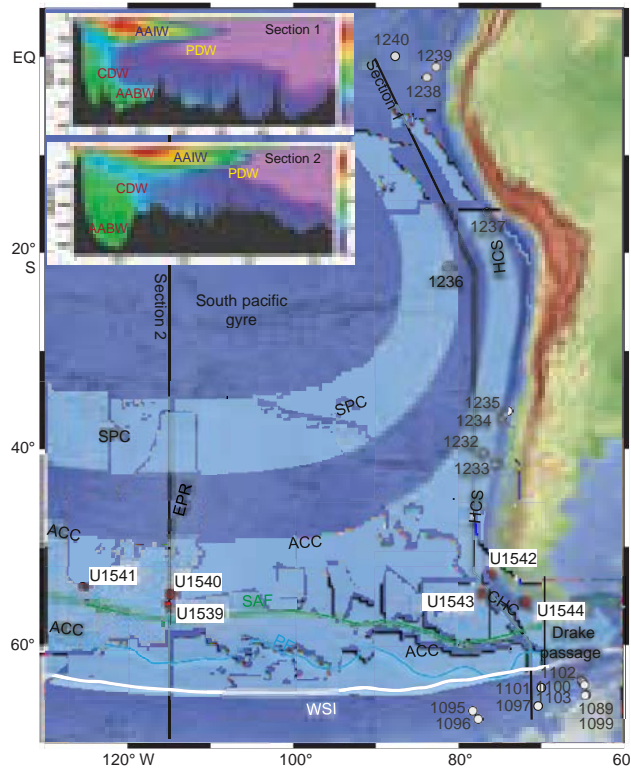 EQ
AAIW
Section 1
PDW
CDW
AABW
AAIW
Section 2
PDW
CDW
AABW
1240
1239
1238
Section 1
1237
HCS
20°
S
Section 2
South pacific
gyre
1236
SPC
SPC
1235
1234
1232
1233
40°
EPR
HCS
ACC
ACC
U1541
U1540
U1539
U1542
U1543
CHC
U1544
SAF
ACC
ACC
Drake
passage
60°
WSI
1102
1101
1100
1103
1097
1095
1096
1089
1099
120° W
100°
80°
60°